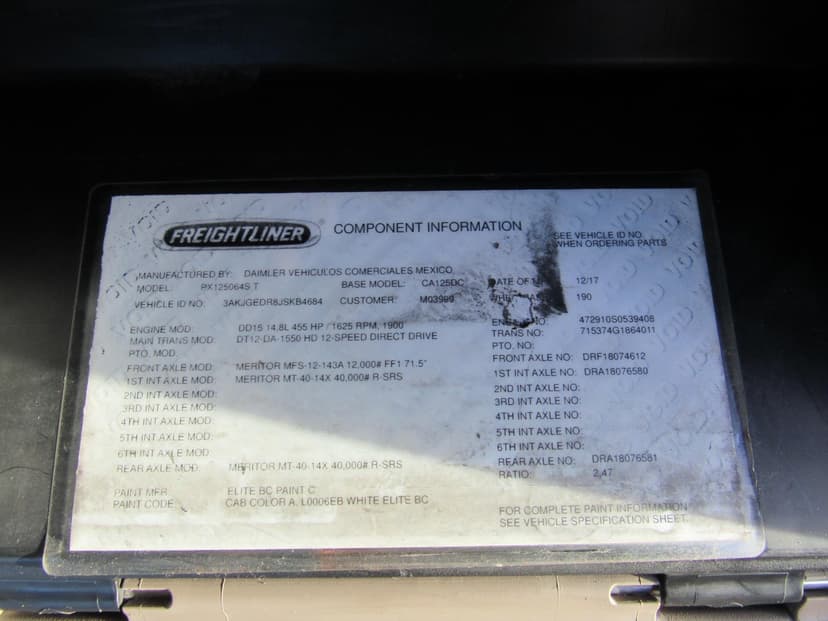 FREIGHTLINER
COMPONENT INFORMATION
SEE VEHICLE ID NO.
WHEN ORDERING PARTS
MANUFACTURED BY: DAIMLER VEHICULOS COMERCIALES MEXICO
MODEL: PX125064S T BASE MODEL: CA125DC DATE OF 12/17
VEHICLE ID NO: 3AKJGEDR8JSKB4684 CUSTOMER: M03999 190
ENGINE MOD: DD15 14.8L 455 HP / 1625 RPM, 1900 472910S0539408
MAIN TRANS MOD: DT12-DA-1550 HD 12-SPEED DIRECT DRIVE TRANS NO: 715374G1864011
PTO. MOD. PTO. NO:
FRONT AXLE MOD: MERITOR MFS-12-143A 12,000# FF1 71.5" FRONT AXLE NO: DRF18074612
1ST INT AXLE MOD: MERITOR MT-40-14X 40,000# R-SRS 1ST INT AXLE NO: DRA18076580
2ND INT AXLE MOD: 2ND INT AXLE NO:
3RD INT AXLE MOD: 3RD INT AXLE NO:
4TH INT AXLE MOD: 4TH INT AXLE NO:
5TH INT AXLE MOD: 5TH INT AXLE NO:
6TH INT AXLE MOD 6TH INT AXLE NO:
REAR AXLE MOD: MERITOR MT-40-14X 40,000# R-SRS REAR AXLE NO: DRA18076581
RATIO: 2.47
PAINT MFR ELITE BC PAINT C
PAINT CODE: CAB COLOR A, L0006EB WHITE ELITE BC
FOR COMPLETE PAINT INFORMATION
SEE VEHICLE SPECIFICATION SHEET.